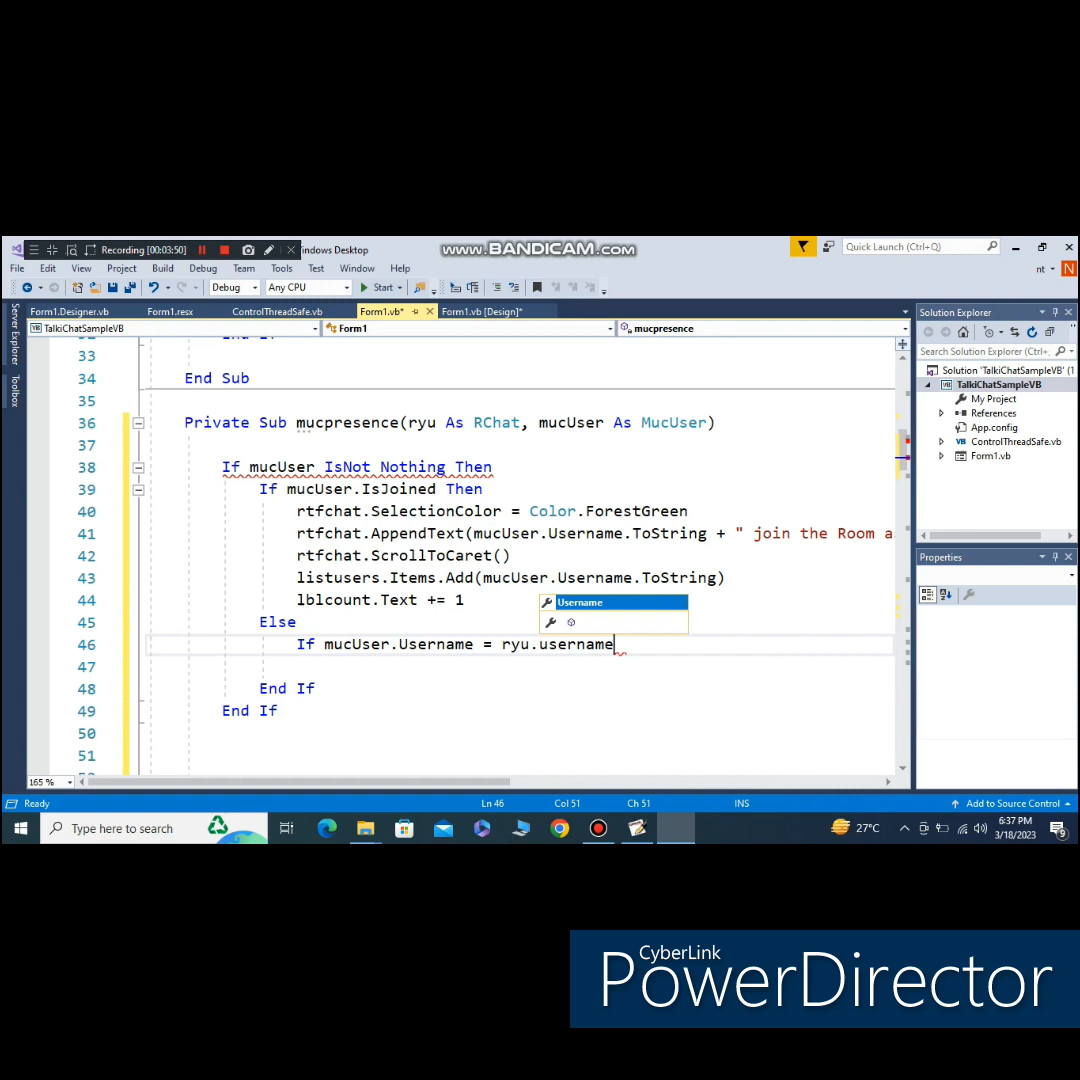 Recording [00:03:50]
indows Desktop
www.BANDICAM.com
Quick Launch (Ctrl+Q)
File Edit View Project Build Debug Team Tools Test Window Help
nt
N
Debug Any CPU Start
Form1.Designer.vb Form1.resx ControlThreadSafe.vb Form1.vb* Form1.vb [Design]*
TalkiChatSampleVB Form1 mucpresence
Server Explorer
Toolbox
Solution Explorer
Search Solution Explorer (Ctrl+
Solution 'TalkiChatSampleVB' (1
TalkiChatSampleVB
My Project
References
App.config
ControlThreadSafe.vb
Form1.vb
Properties
33
34 End Sub
35
36 Private Sub mucpresence(ryu As RChat, mucUser As MucUser)
37
38 If mucUser IsNot Nothing Then
39 If mucUser.IsJoined Then
40 rtfchat.SelectionColor = Color.ForestGreen
41 rtfchat.AppendText(mucUser.Username.ToString + " join the Room a
42 rtfchat.ScrollToCaret()
43 listusers.Items.Add(mucUser.Username.ToString)
44 lblcount.Text += 1
Username
45 Else
46 If mucUser.Username = ryu.username
47
48 End If
49 End If
50
51
165 %
Ready Ln 46 Col 51 Ch 51 INS Add to Source Control
Type here to search
27°C
6:37 PM
3/18/2023
9
CyberLink
PowerDirector